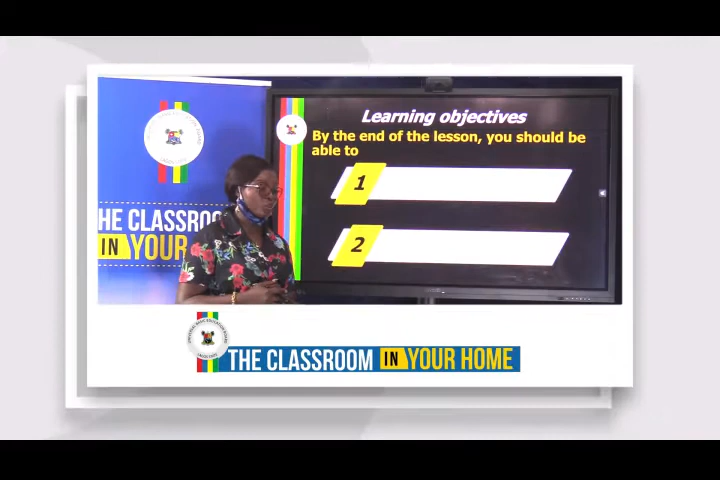 Learning objectives
By the end of the lesson, you should be
able to
1
2
HE CLASSROO
IN YOUR
THE CLASSROOM IN YOUR HOME